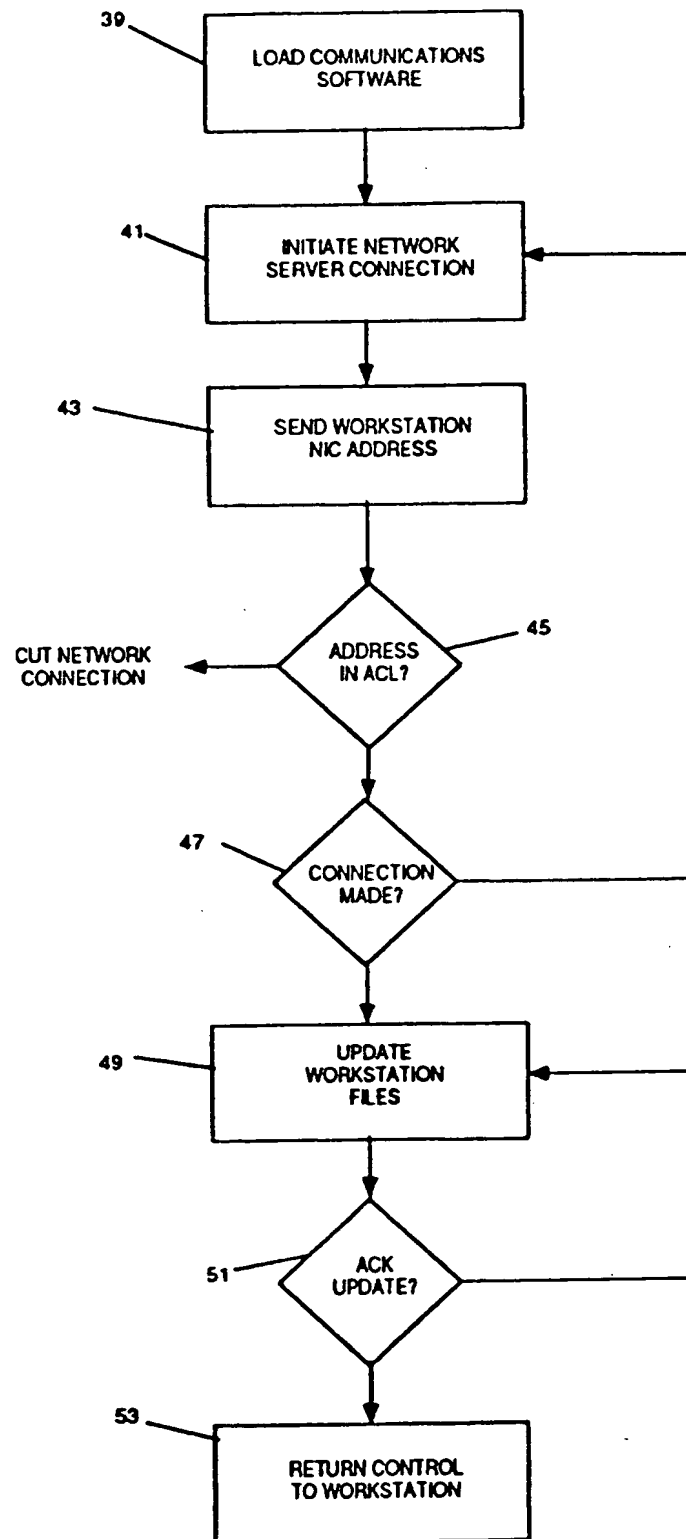 39
LOAD COMMUNICATIONS
SOFTWARE
41
INITIATE NETWORK
SERVER CONNECTION
43
SEND WORKSTATION
NIC ADDRESS
45
ADDRESS
IN ACL?
CUT NETWORK
CONNECTION
47
CONNECTION
MADE?
49
UPDATE
WORKSTATION
FILES
51
ACK
UPDATE?
53
RETURN CONTROL
TO WORKSTATION